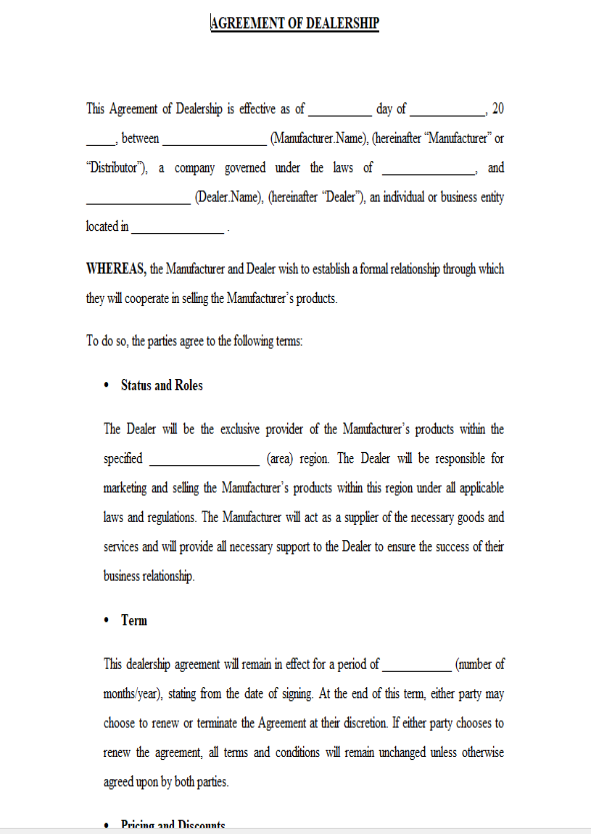 AGREEMENT OF DEALERSHIP
This Agreement of Dealership is effective as of ___________ day of _____________, 20
_____, between __________________ (Manufacturer.Name), (hereinafter “Manufacturer” or
“Distributor”), a company governed under the laws of ________________, and
__________________ (Dealer.Name), (hereinafter “Dealer”), an individual or business entity
located in ________________ .
WHEREAS, the Manufacturer and Dealer wish to establish a formal relationship through which
they will cooperate in selling the Manufacturer’s products.
To do so, the parties agree to the following terms:
• Status and Roles
The Dealer will be the exclusive provider of the Manufacturer’s products within the
specified ___________________ (area) region. The Dealer will be responsible for
marketing and selling the Manufacturer’s products within this region under all applicable
laws and regulations. The Manufacturer will act as a supplier of the necessary goods and
services and will provide all necessary support to the Dealer to ensure the success of their
business relationship.
• Term
This dealership agreement will remain in effect for a period of ____________ (number of
months/year), stating from the date of signing. At the end of this term, either party may
choose to renew or terminate the Agreement at their discretion. If either party chooses to
renew the agreement, all terms and conditions will remain unchanged unless otherwise
agreed upon by both parties.
• Pricing and Discounts